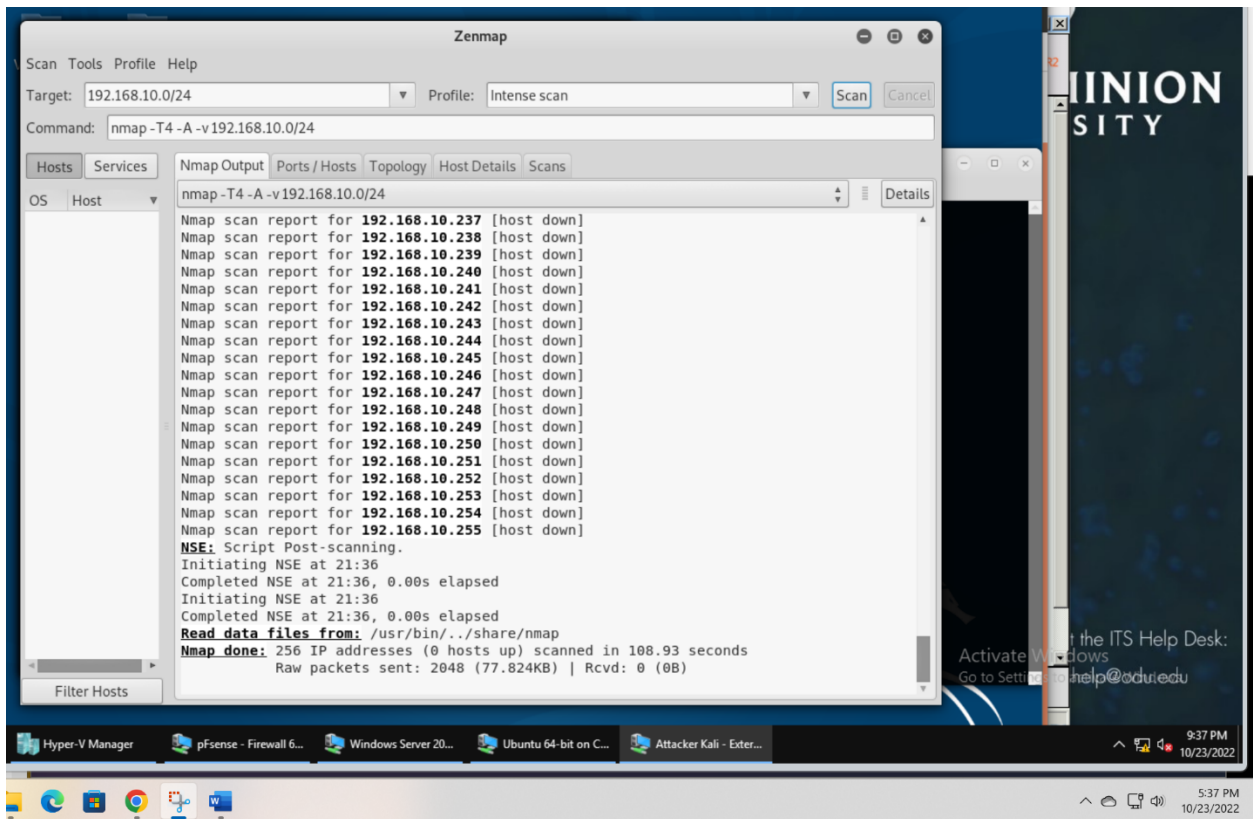 Zenmap
Scan Tools Profile Help
Target: 192.168.10.0/24 Profile: Intense scan Scan Cancel
Command: nmap -T4 -A -v 192.168.10.0/24
Hosts Services Nmap Output Ports / Hosts Topology Host Details Scans
OS Host nmap -T4 -A -v 192.168.10.0/24 Details
Nmap scan report for 192.168.10.237 [host down]
Nmap scan report for 192.168.10.238 [host down]
Nmap scan report for 192.168.10.239 [host down]
Nmap scan report for 192.168.10.240 [host down]
Nmap scan report for 192.168.10.241 [host down]
Nmap scan report for 192.168.10.242 [host down]
Nmap scan report for 192.168.10.243 [host down]
Nmap scan report for 192.168.10.244 [host down]
Nmap scan report for 192.168.10.245 [host down]
Nmap scan report for 192.168.10.246 [host down]
Nmap scan report for 192.168.10.247 [host down]
Nmap scan report for 192.168.10.248 [host down]
Nmap scan report for 192.168.10.249 [host down]
Nmap scan report for 192.168.10.250 [host down]
Nmap scan report for 192.168.10.251 [host down]
Nmap scan report for 192.168.10.252 [host down]
Nmap scan report for 192.168.10.253 [host down]
Nmap scan report for 192.168.10.254 [host down]
Nmap scan report for 192.168.10.255 [host down]
NSE: Script Post-scanning.
Initiating NSE at 21:36
Completed NSE at 21:36, 0.00s elapsed
Initiating NSE at 21:36
Completed NSE at 21:36, 0.00s elapsed
Read data files from: /usr/bin/../share/nmap
Nmap done: 256 IP addresses (0 hosts up) scanned in 108.93 seconds
Raw packets sent: 2048 (77.824KB) | Rcvd: 0 (0B)
Filter Hosts
R2
INION
SITY
t the ITS Help Desk:
Activate Windows
Go to Settings to
Hyper-V Manager pFsense - Firewall 6... Windows Server 20... Ubuntu 64-bit on C... Attacker Kali - Exter...
9:37 PM
10/23/2022
5:37 PM
10/23/2022